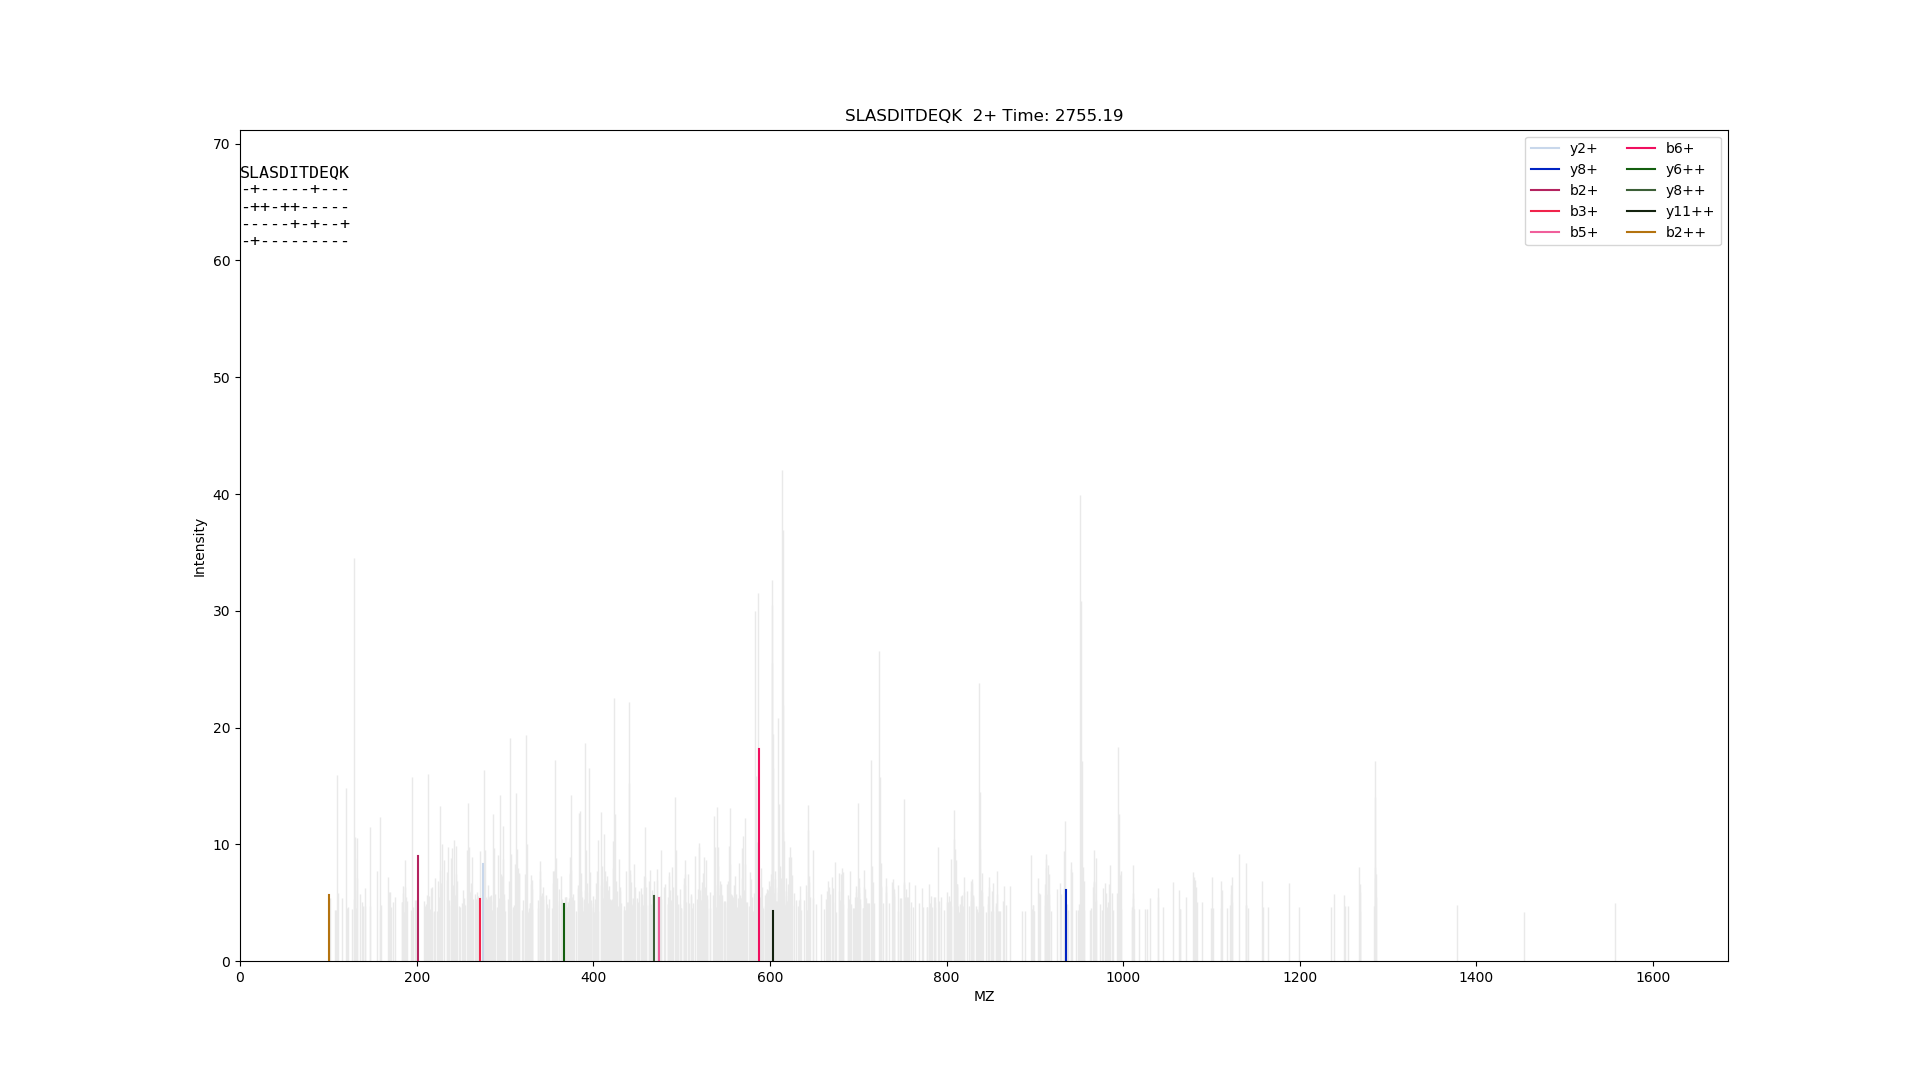 SLASDITDEQK  2+ Time: 2755.19
70
60
50
40
30
20
10
0
Intensity
SLASDITDEQK
-+-----+---
-++-++-----
-----+-+--+
-+---------
y2+
y8+
b2+
b3+
b5+
b6+
y6++
y8++
y11++
b2++
0 200 400 600 800 1000 1200 1400 1600
MZ